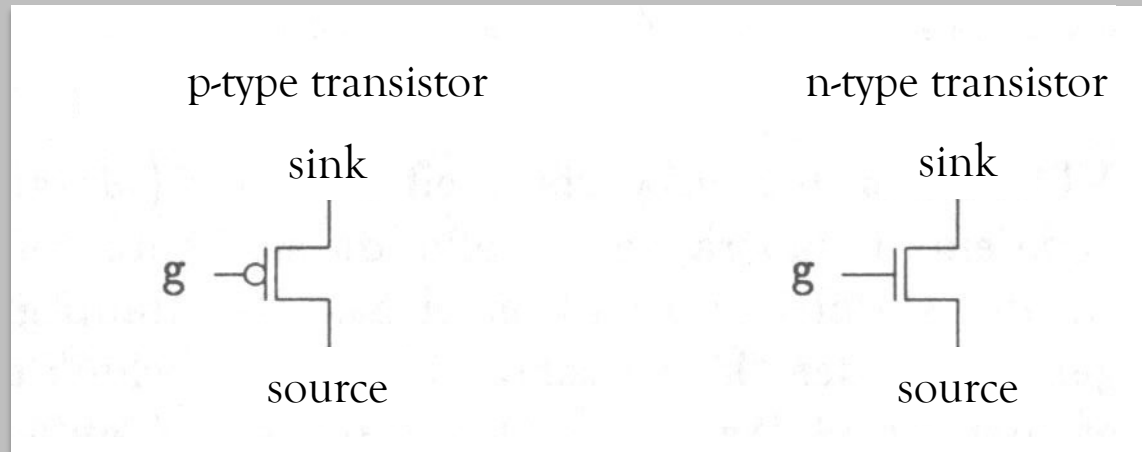 p-type transistor
n-type transistor
sink
sink
g
g
source
source